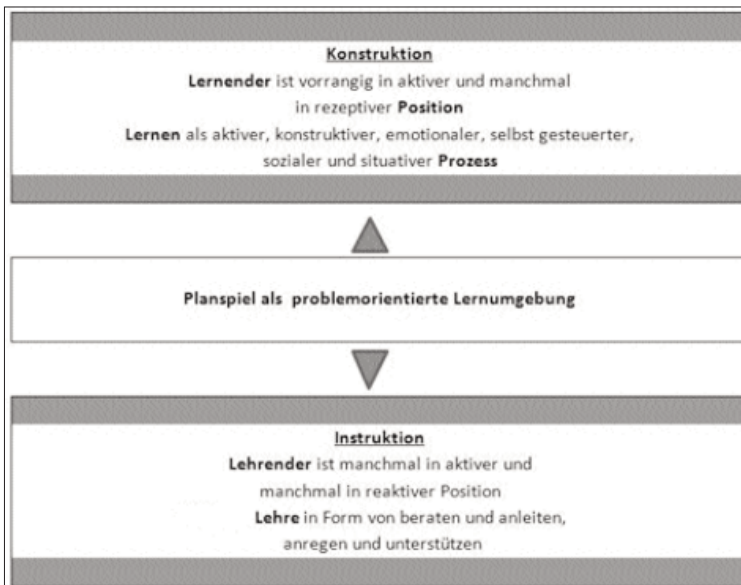 Konstruktion
Lernender ist vorrangig in aktiver und manchmal
in rezeptiver Position
Lernen als aktiver, konstruktiver, emotionaler, selbst gesteuerter,
sozialer und situativer Prozess
Planspiel als problemorientierte Lernumgebung
Instruktion
Lehrender ist manchmal in aktiver und
manchmal in reaktiver Position
Lehre in Form von beraten und anleiten,
anregen und unterstützen